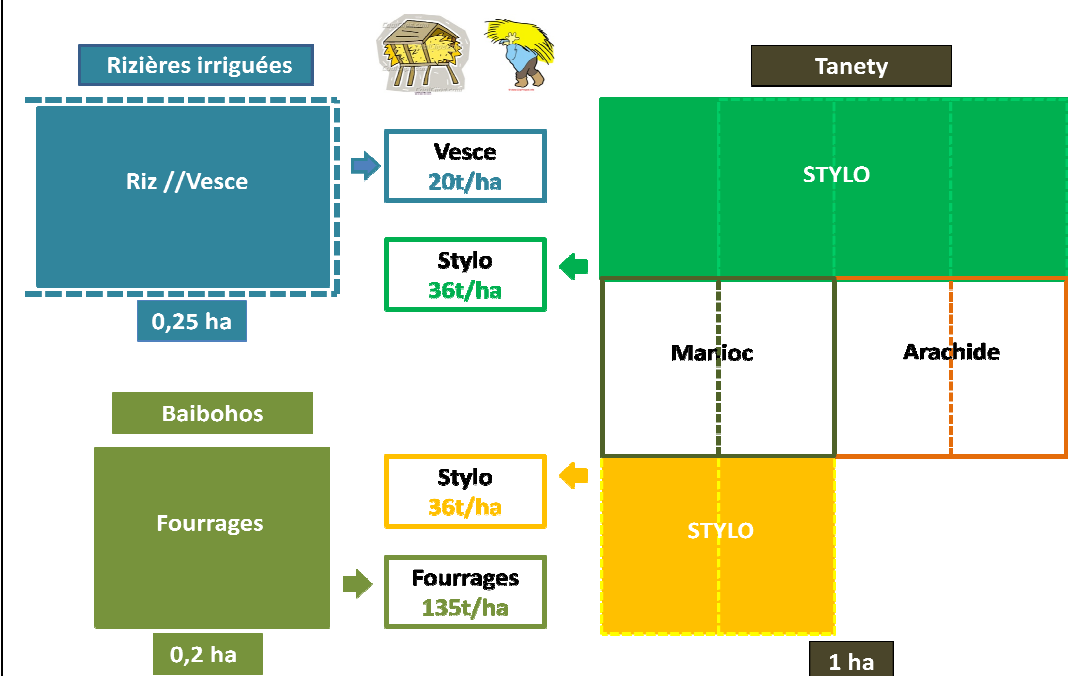 Rizières irriguées
Riz //Vesce
0,25 ha
Vesce
20t/ha
Stylo
36t/ha
Tanety
STYLO
Manioc
Arachide
Baibohos
Fourrages
0,2 ha
Stylo
36t/ha
Fourrages
135t/ha
STYLO
1 ha